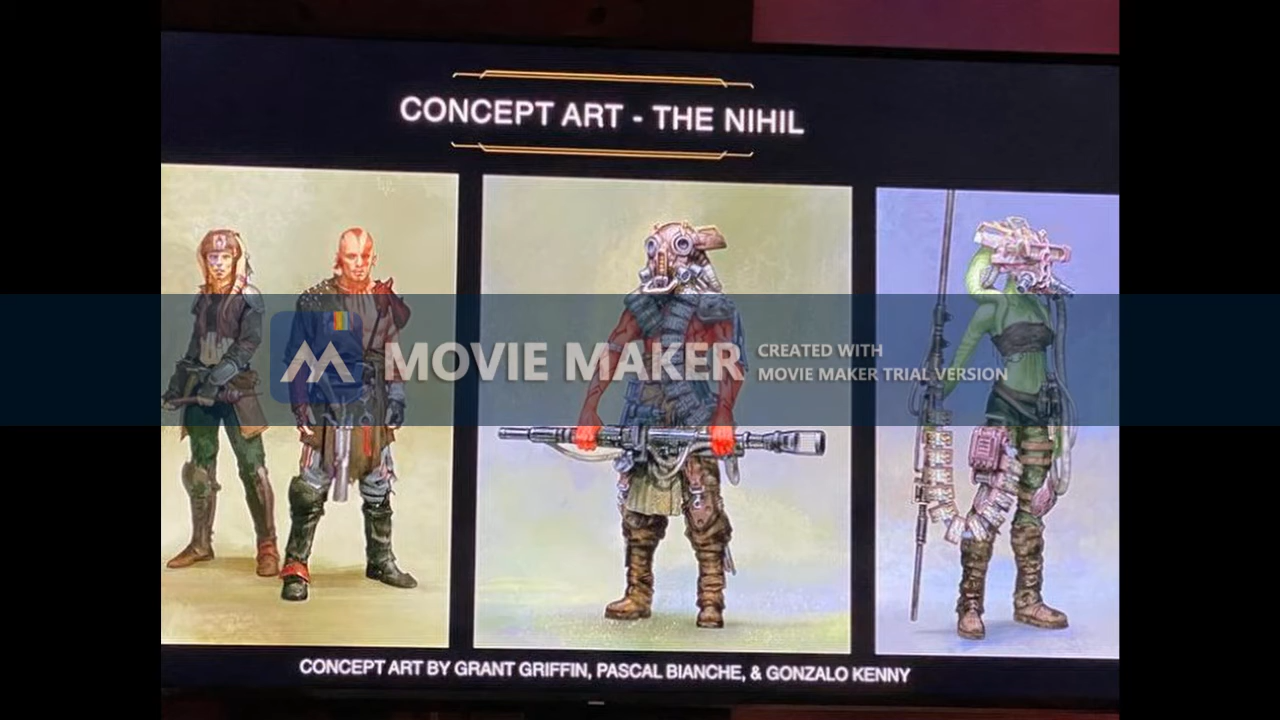 CONCEPT ART - THE NIHIL
MOVIE MAKER
CREATED WITH
MOVIE MAKER TRIAL VERSION
CONCEPT ART BY GRANT GRIFFIN, PASCAL BIANCHE, & GONZALO KENNY